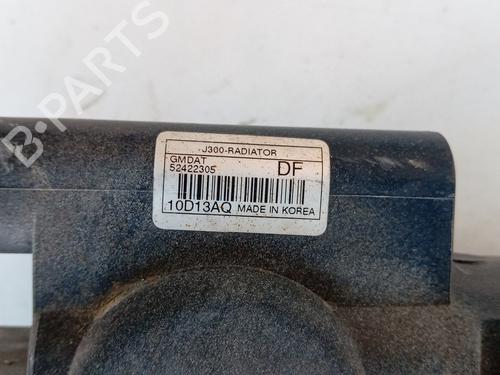 B-PARTS
J300-RADIATOR
GMDAT
52422305 DF
10D13AQ MADE IN KOREA